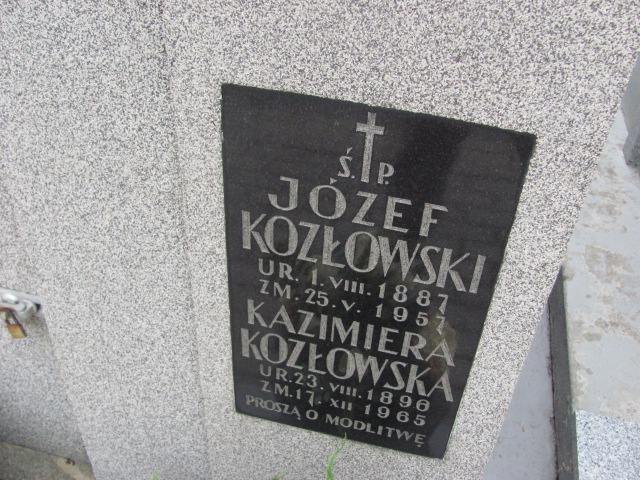 Ś. P.
JÓZEF
KOZŁOWSKI
UR. 1. VIII. 1887
ZM. 25. V. 1957
KAZIMIERA
KOZŁOWSKA
UR. 23. VIII. 1896
ZM. 17. XII 1965
PROSZĄ O MODLITWĘ